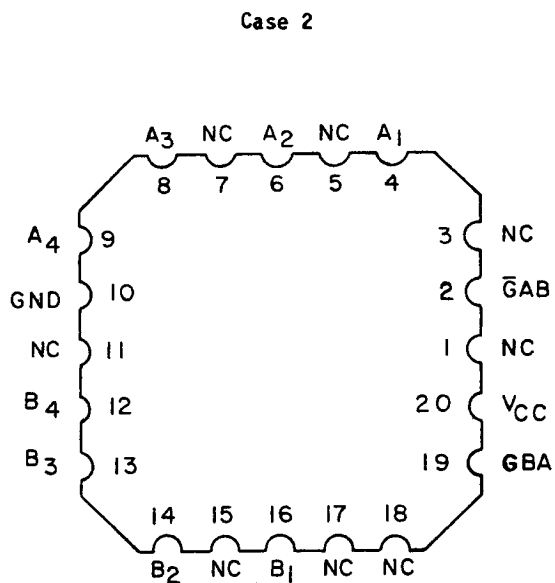 Case 2
A3 NC A2 NC A1
8 7 6 5 4
A4 9 3 NC
GND 10 2 G̅AB
NC 11 1 NC
B4 12 20 VCC
B3 13 19 GBA
14 15 16 17 18
B2 NC B1 NC NC